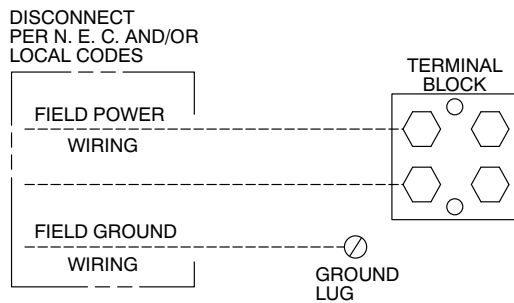 DISCONNECT
PER N. E. C. AND/OR
LOCAL CODES
TERMINAL
BLOCK
FIELD POWER
WIRING
FIELD GROUND
WIRING
GROUND
LUG